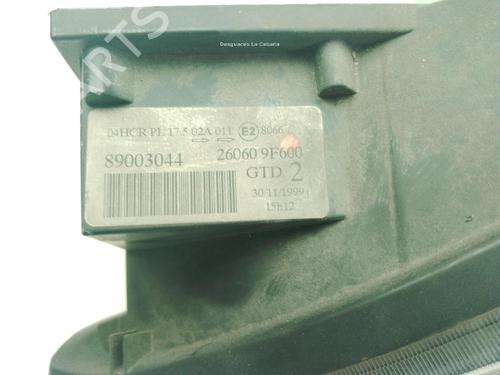 Desguaces La Cabaña
PARTS
04HCR PL 17.5 02A 011 E2 8066
89003044
26060 9F600
GTD 2
30/11/1999
15h12